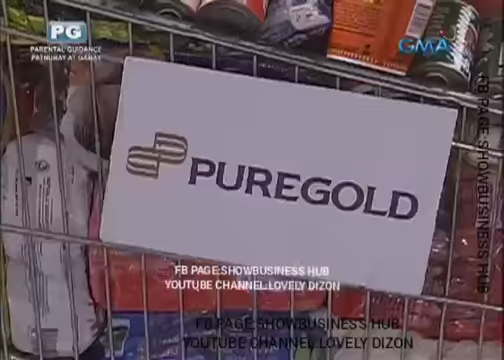 PG
PARENTAL GUIDANCE
PATNUBAY AT GABAY
GMA
PUREGOLD
FB PAGE:SHOWBUSINESS HUB
FB PAGE:SHOWBUSINESS HUB
YOUTUBE CHANNEL:LOVELY DIZON
FB PAGE:SHOWBUSINESS HUB
YOUTUBE CHANNEL:LOVELY DIZON